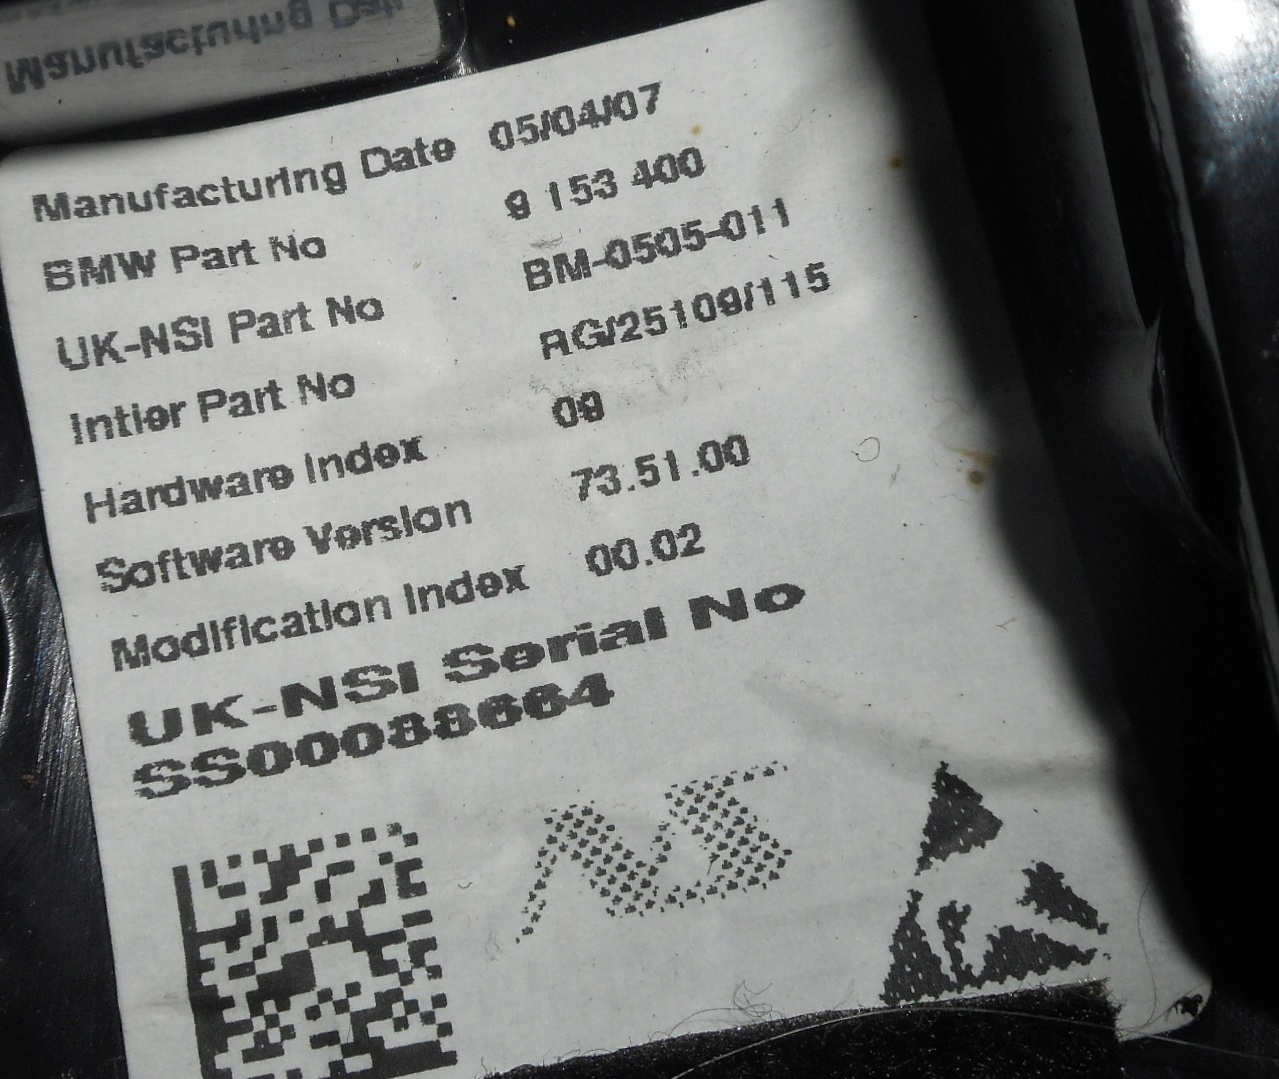 Manufacturing Dat
Manufacturing Date 05/04/07
BMW Part No 9 153 400
UK-NSI Part No BM-0505-011
Intier Part No RG/25109/115
Hardware Index 09
Software Version 73.51.00
Modification Index 00.02
UK-NSI Serial No
SS00088664